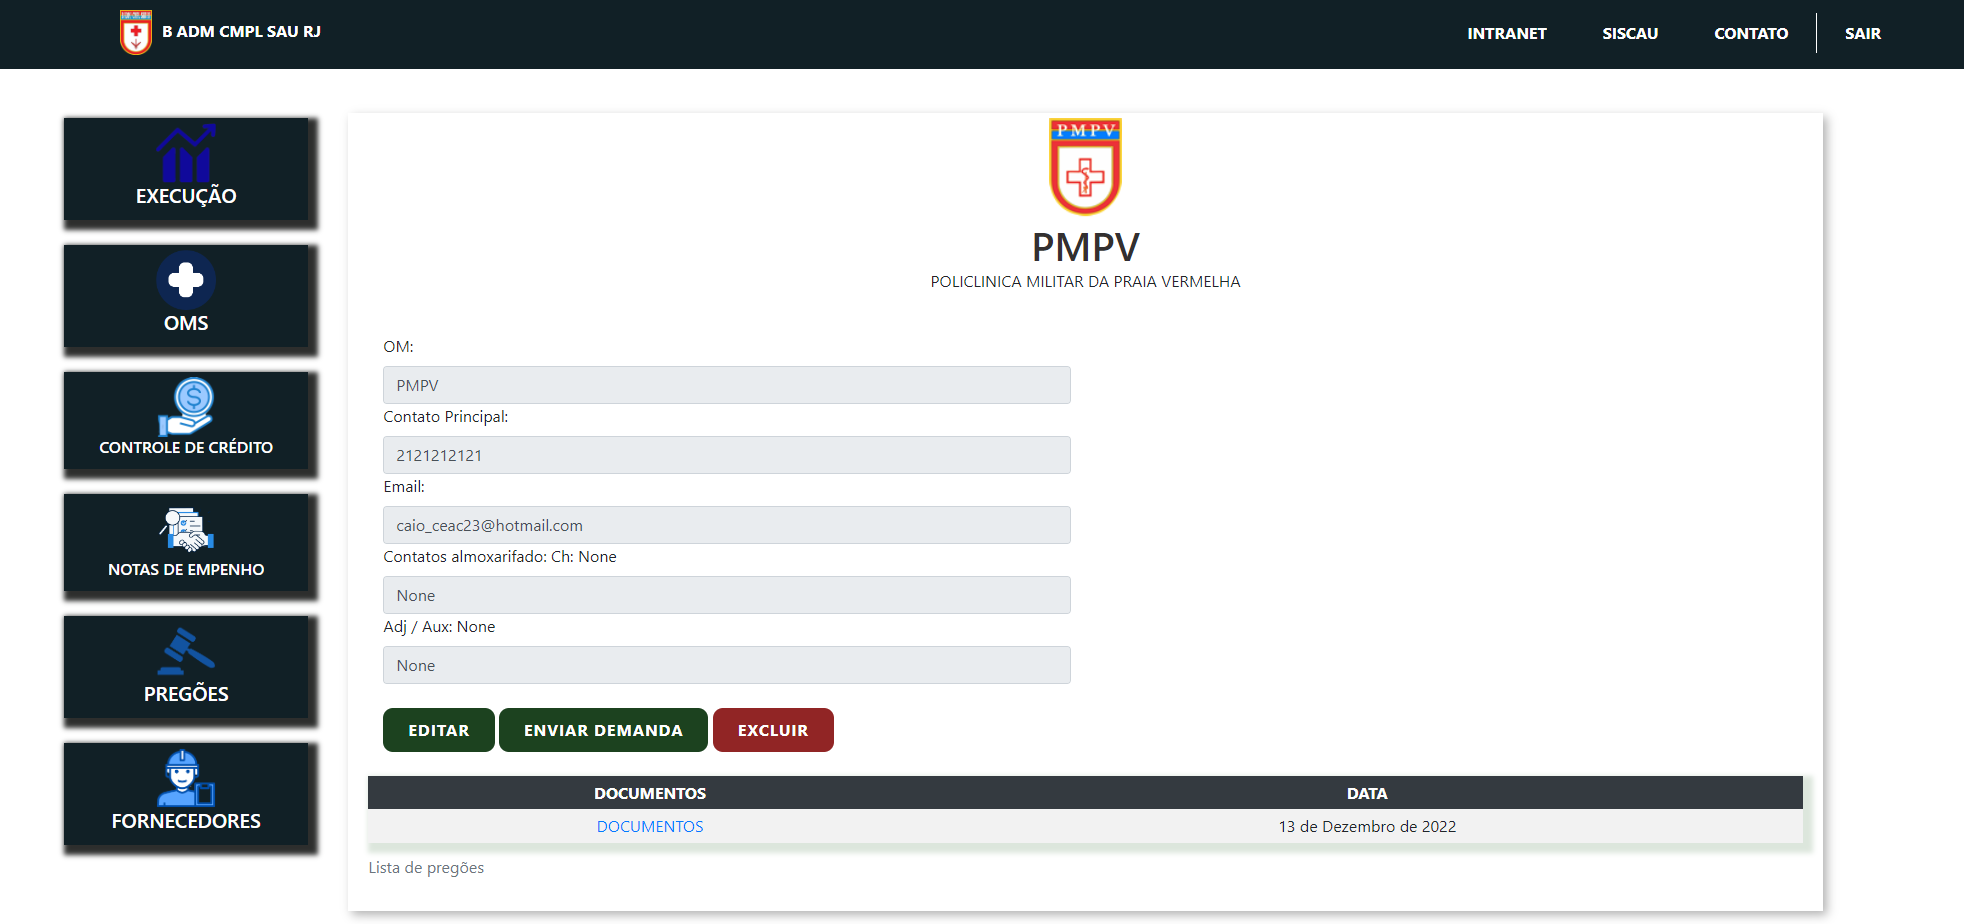 B ADM CMPL SAU RJ
INTRANET
SISCAU
CONTATO
SAIR
EXECUÇÃO
OMS
CONTROLE DE CRÉDITO
NOTAS DE EMPENHO
PREGÕES
FORNECEDORES
PMPV
PMPV
POLICLINICA MILITAR DA PRAIA VERMELHA
OM:
PMPV
Contato Principal:
2121212121
Email:
caio_ceac23@hotmail.com
Contatos almoxarifado: Ch: None
None
Adj / Aux: None
None
EDITAR
ENVIAR DEMANDA
EXCLUIR
DOCUMENTOS DATA
DOCUMENTOS 13 de Dezembro de 2022
Lista de pregões